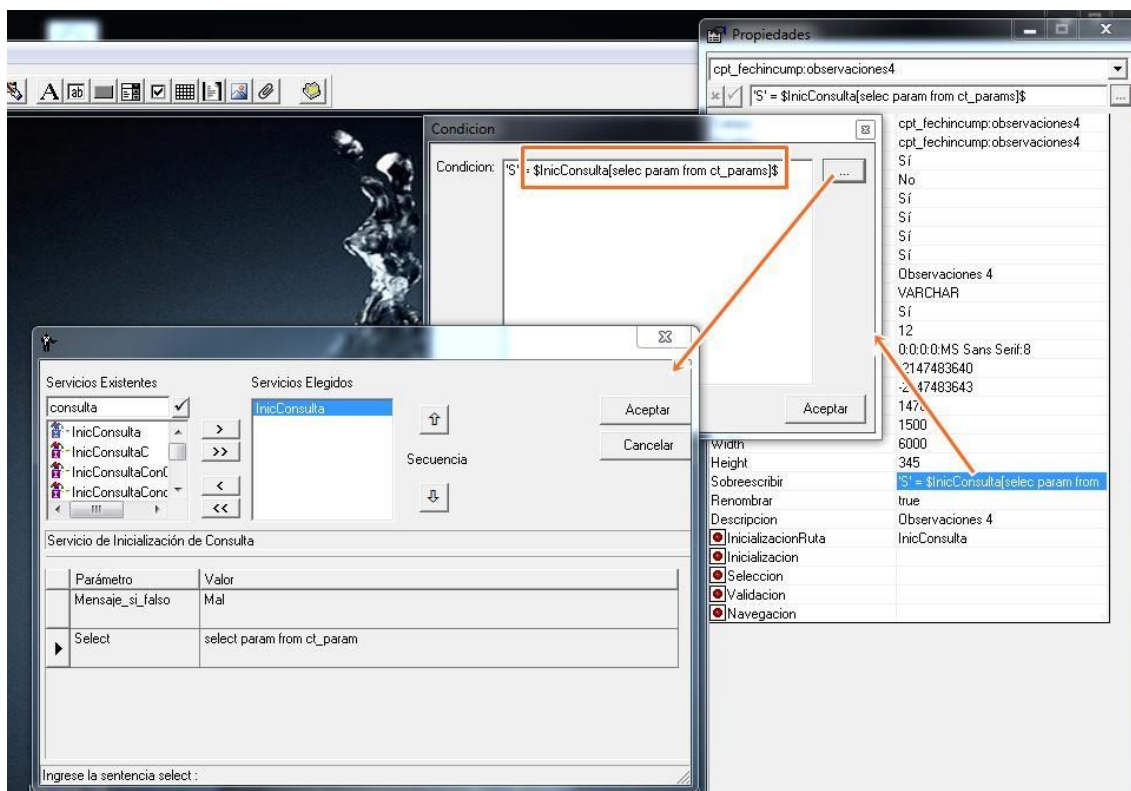 Propiedades
cpt_fechincump:observaciones4
'S' = $InicConsulta[selec param from ct_params]$
...
A
ab
cpt_fechincump:observaciones4
cpt_fechincump:observaciones4
Sí
No
Sí
Sí
Sí
Sí
Observaciones 4
VARCHAR
Sí
12
0:0:0:0:MS Sans Serif:8
-2147483640
-2147483643
1500
Width 6000
Height 345
Sobreescribir 'S' = $InicConsulta[selec param from
Renombrar true
Descripcion Observaciones 4
InicializacionRuta InicConsulta
Inicializacion
Seleccion
Validacion
Navegacion
Condicion
Condicion: 'S' = $InicConsulta[selec param from ct_params]$
...
Aceptar
Servicios Existentes
consulta
InicConsulta
InicConsultaC
InicConsultaCon
InicConsultaConc
>
>>
<
<<
Servicios Elegidos
InicConsulta
Secuencia
Aceptar
Cancelar
Servicio de Inicialización de Consulta
Parámetro Valor
Mensaje_si_falso Mal
Select select param from ct_param
Ingrese la sentencia select :